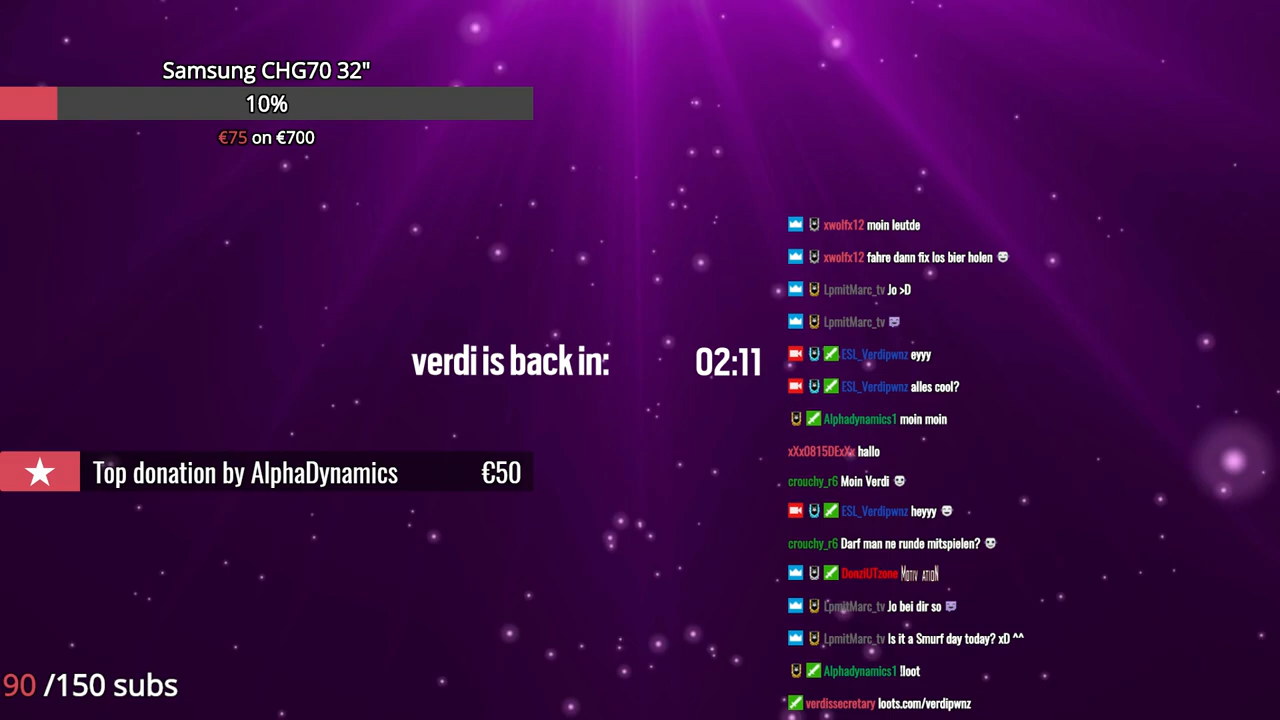 Samsung CHG70 32"
10%
€75 on €700
xwolfx12 moin leutde
xwolfx12 fahre dann fix los bier holen
LpmitMarc_tv Jo >D
LpmitMarc_tv
verdi is back in: 02:11
ESL_Verdipwnz eyyy
ESL_Verdipwnz alles cool?
Alphadynamics1 moin moin
xXx0815DExXx hallo
Top donation by AlphaDynamics €50
crouchy_r6 Moin Verdi
ESL_Verdipwnz heyyy
crouchy_r6 Darf man ne runde mitspielen?
DonziUTzone MOTIV ATION
LpmitMarc_tv Jo bei dir so
LpmitMarc_tv Is it a Smurf day today? xD ^^
Alphadynamics1 !loot
90 /150 subs
verdissecretary loots.com/verdipwnz